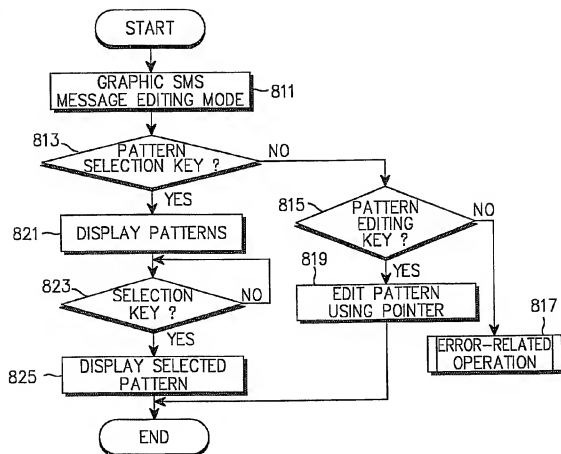 START
GRAPHIC SMS
MESSAGE EDITING MODE
811
813
PATTERN
SELECTION KEY ?
NO
YES
815
PATTERN
EDITING
KEY ?
NO
YES
821
DISPLAY PATTERNS
819
EDIT PATTERN
USING POINTER
823
SELECTION
KEY ?
NO
YES
817
ERROR-RELATED
OPERATION
825
DISPLAY SELECTED
PATTERN
END